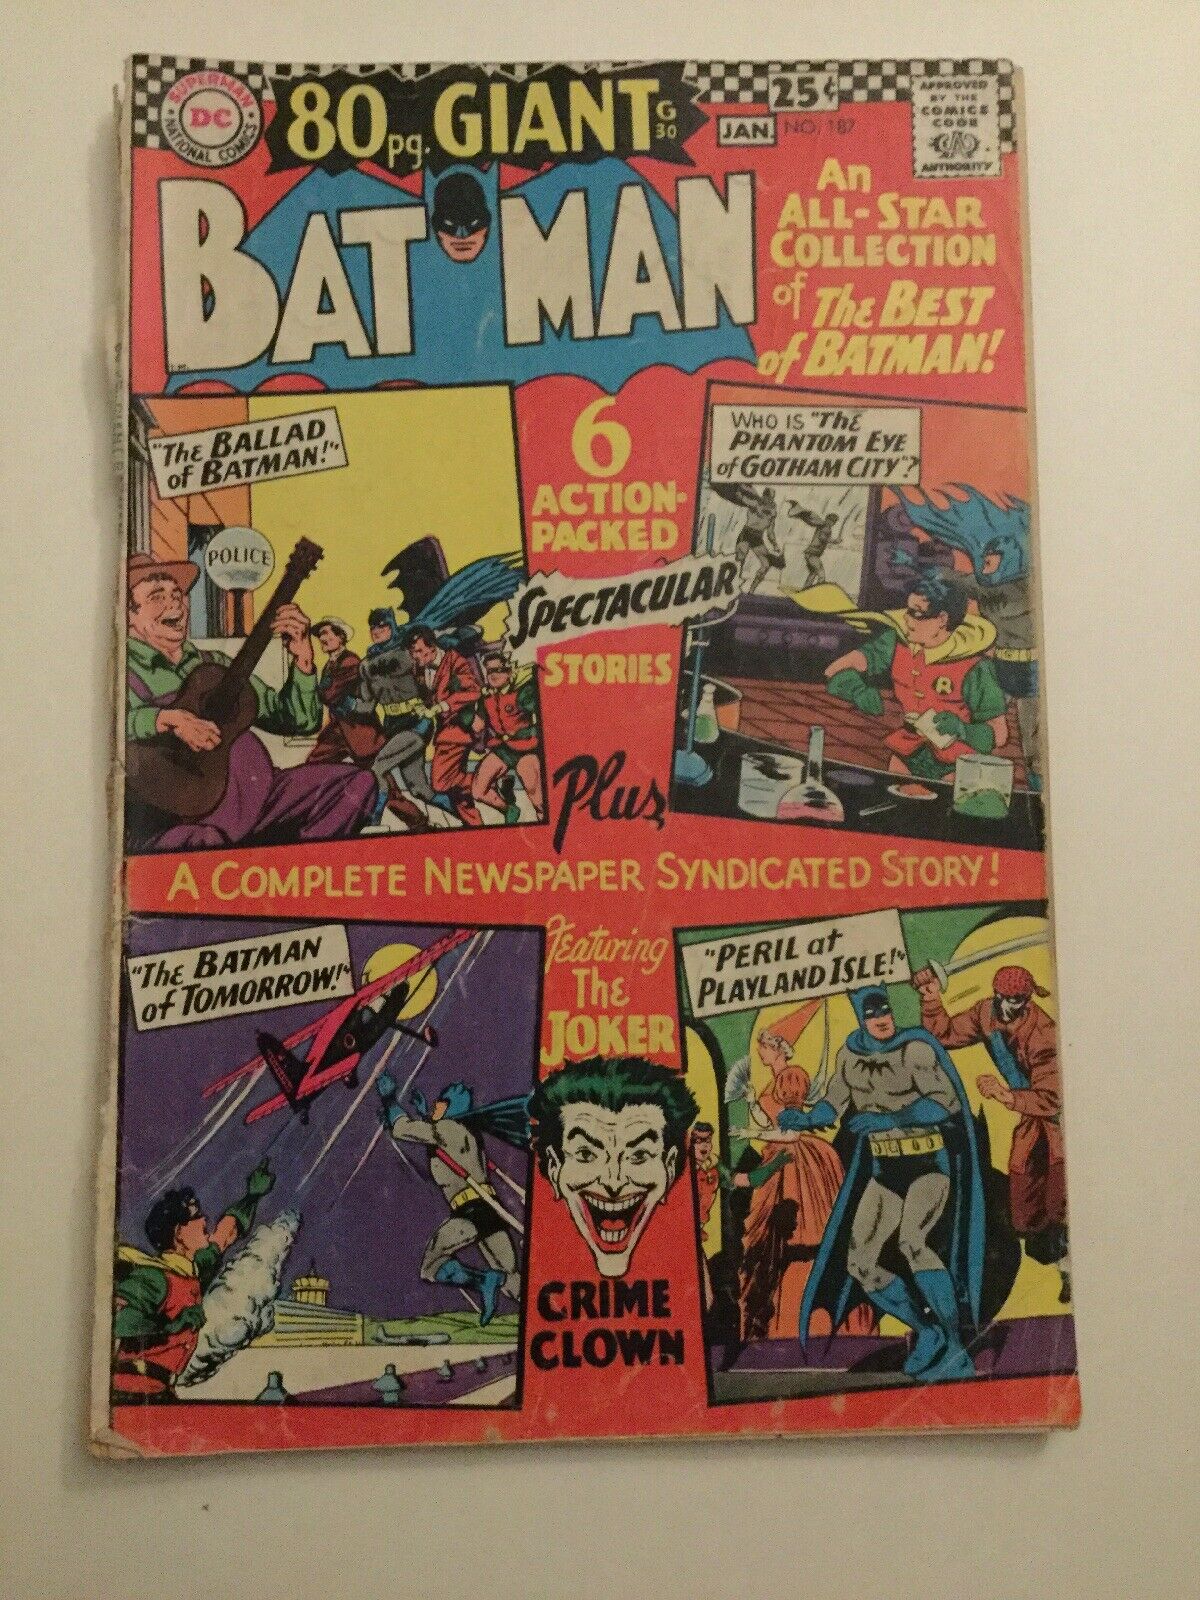 SUPERMAN
DC
NATIONAL COMICS
80pg. GIANT G
30
25¢
JAN. NO. 187
APPROVED
BY THE
COMICS
CODE
AUTHORITY
BATMAN
An
ALL-STAR
COLLECTION
of THE BEST
of BATMAN!
"THE BALLAD
of BATMAN!"
POLICE
6
ACTION-
PACKED
SPECTACULAR
STORIES
WHO IS "THE
PHANTOM EYE
of GOTHAM CITY"?
R
Plus
A COMPLETE NEWSPAPER SYNDICATED STORY!
"THE BATMAN
of TOMORROW!"
Featuring
THE
JOKER
CRIME
CLOWN
"PERIL at
PLAYLAND ISLE!"